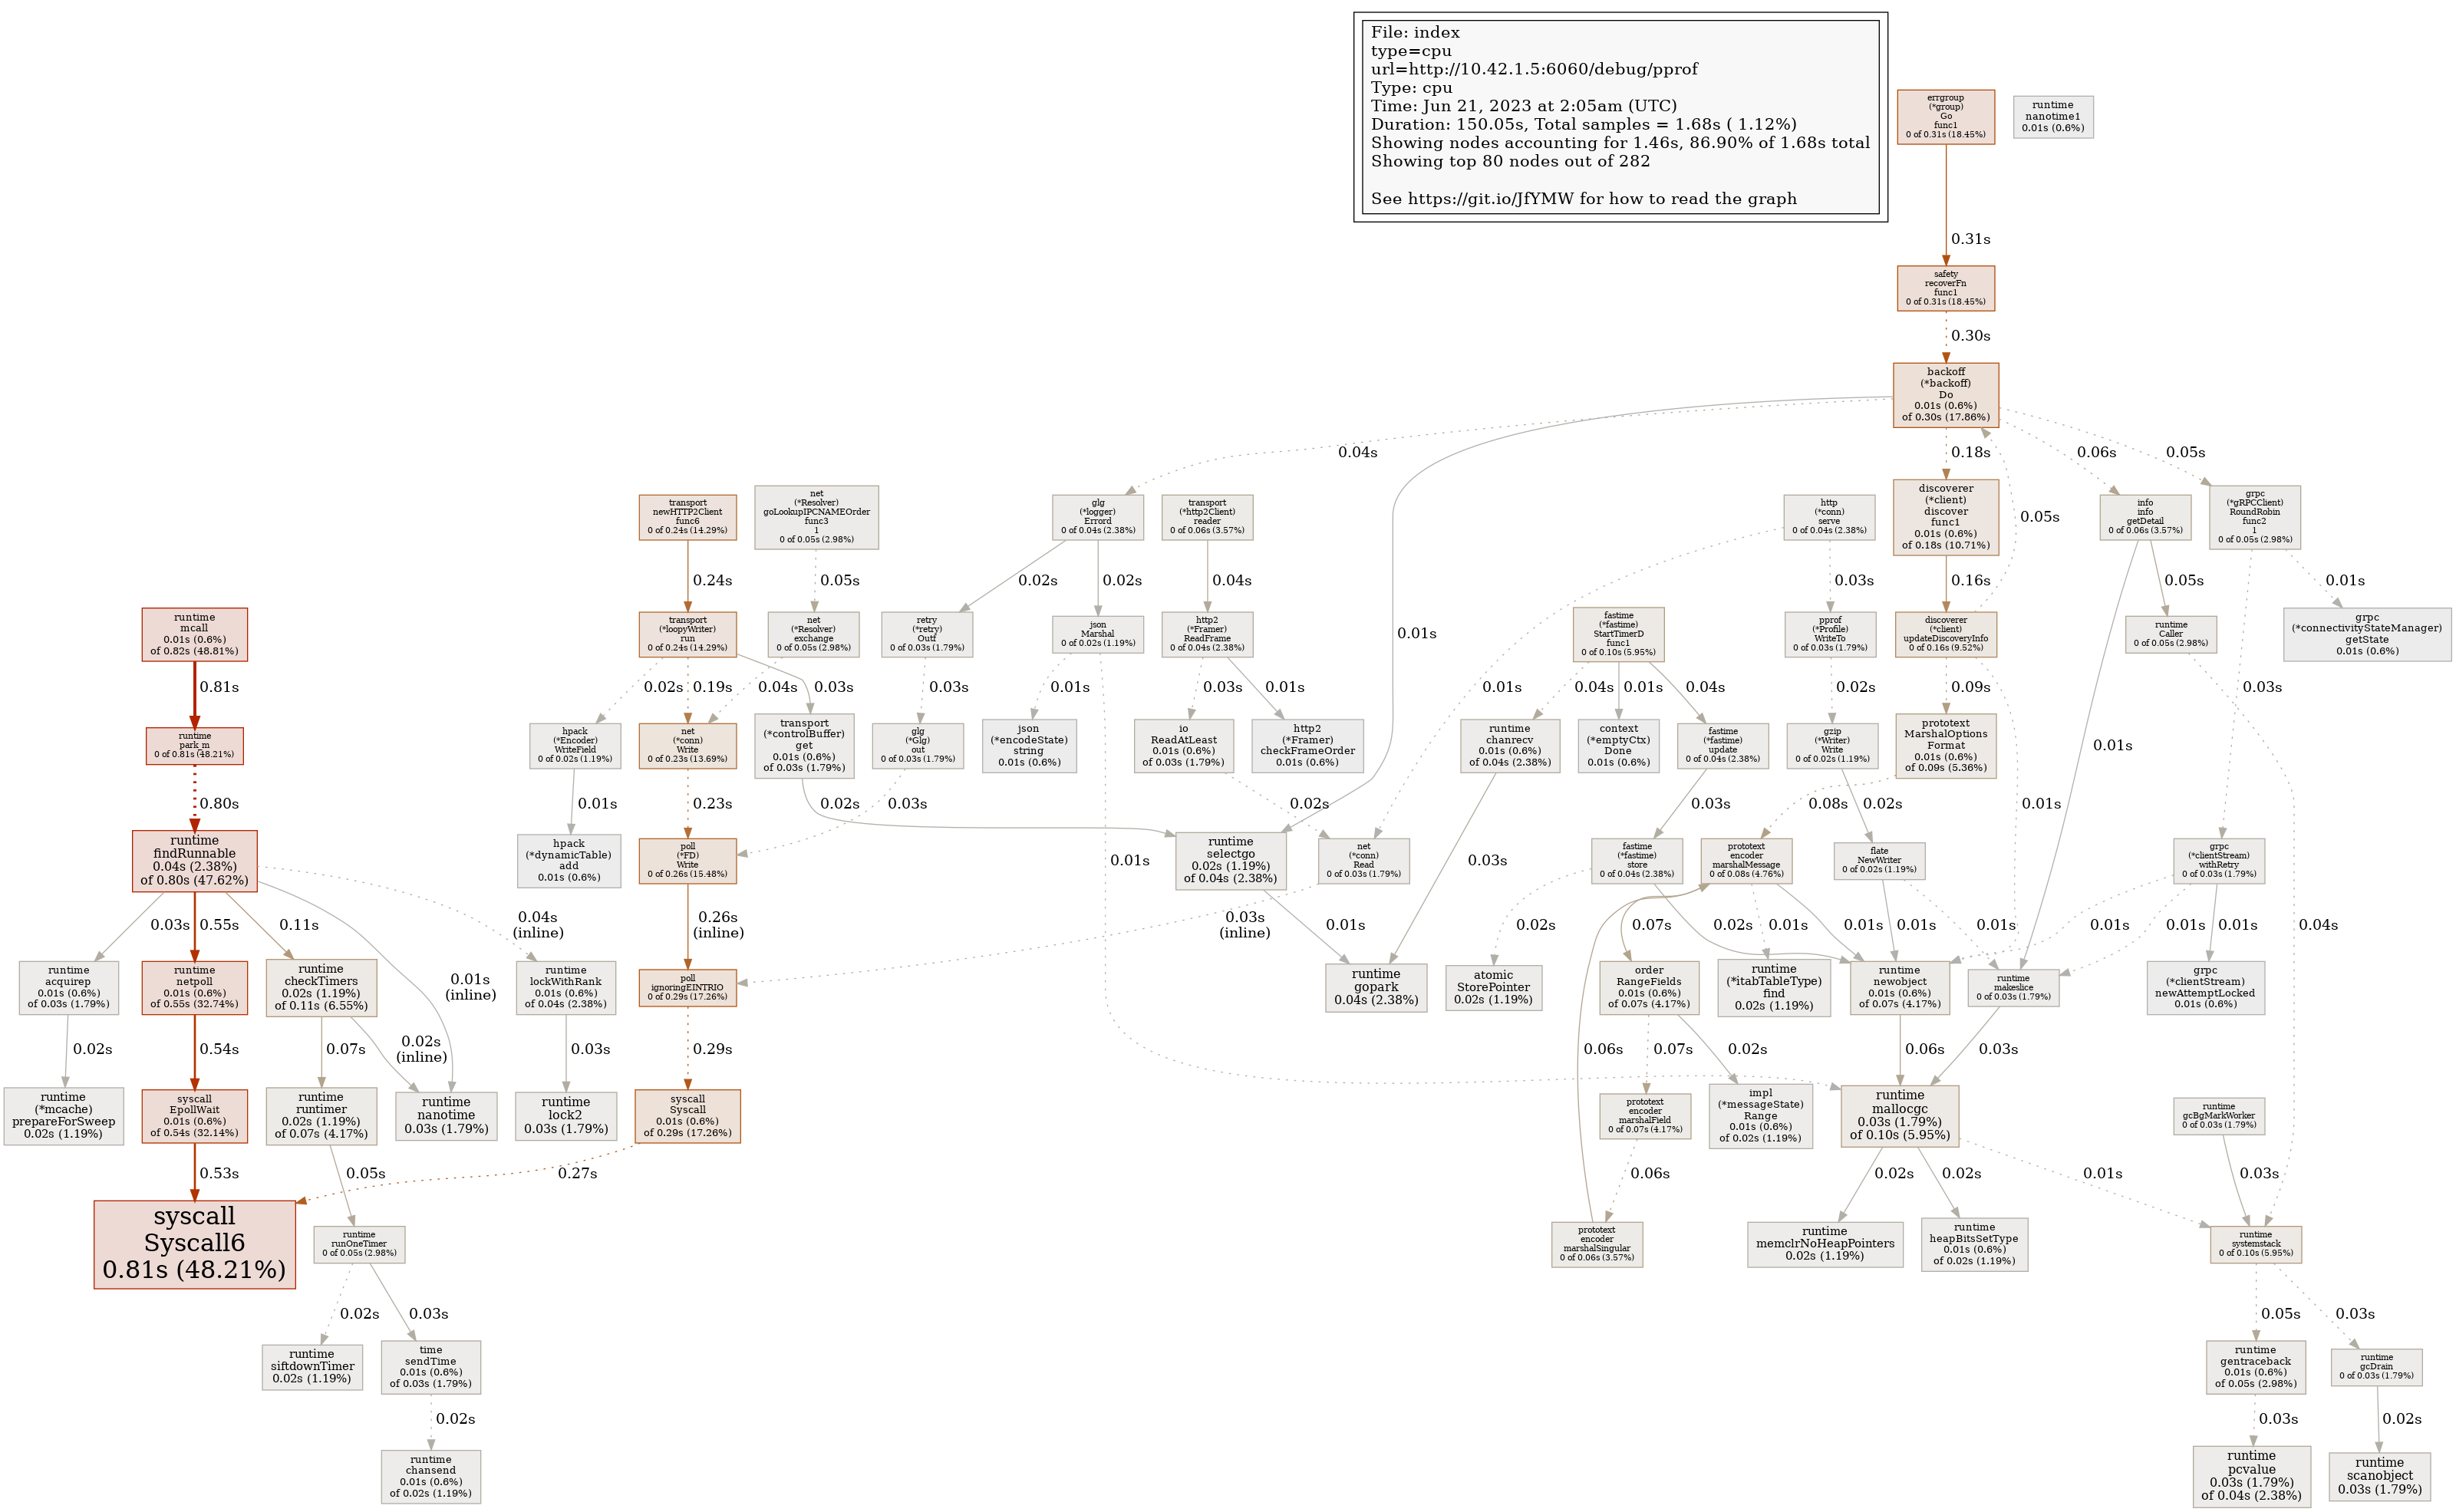 File: index
type=cpu
url=http://10.42.1.5:6060/debug/pprof
Type: cpu
Time: Jun 21, 2023 at 2:05am (UTC)
Duration: 150.05s, Total samples = 1.68s ( 1.12%)
Showing nodes accounting for 1.46s, 86.90% of 1.68s total
Showing top 80 nodes out of 282
See https://git.io/JfYMW for how to read the graph
errgroup
(*group)
Go
func1
0 of 0.31s (18.45%)
runtime
nanotime1
0.01s (0.6%)
0.31s
safety
recoverFn
func1
0 of 0.31s (18.45%)
0.30s
backoff
(*backoff)
Do
0.01s (0.6%)
of 0.30s (17.86%)
0.04s
0.18s
0.06s
0.05s
transport
newHTTP2Client
func6
0 of 0.24s (14.29%)
net
(*Resolver)
goLookupIPCNAMEOrder
func3
1
0 of 0.05s (2.98%)
glg
(*logger)
Errord
0 of 0.04s (2.38%)
transport
(*http2Client)
reader
0 of 0.06s (3.57%)
http
(*conn)
serve
0 of 0.04s (2.38%)
discoverer
(*client)
discover
func1
0.01s (0.6%)
of 0.18s (10.71%)
0.05s
info
info
getDetail
0 of 0.06s (3.57%)
grpc
(*gRPCClient)
RoundRobin
func2
1
0 of 0.05s (2.98%)
0.24s
0.05s
0.02s
0.02s
0.04s
0.03s
0.16s
0.05s
0.01s
runtime
mcall
0.01s (0.6%)
of 0.82s (48.81%)
transport
(*loopyWriter)
run
0 of 0.24s (14.29%)
net
(*Resolver)
exchange
0 of 0.05s (2.98%)
retry
(*retry)
Outf
0 of 0.03s (1.79%)
json
Marshal
0 of 0.02s (1.19%)
http2
(*Framer)
ReadFrame
0 of 0.04s (2.38%)
0.01s
fastime
(*fastime)
StartTimerD
func1
0 of 0.10s (5.95%)
pprof
(*Profile)
WriteTo
0 of 0.03s (1.79%)
discoverer
(*client)
updateDiscoveryInfo
0 of 0.16s (9.52%)
runtime
Caller
0 of 0.05s (2.98%)
grpc
(*connectivityStateManager)
getState
0.01s (0.6%)
0.81s
0.02s
0.19s
0.04s
0.03s
0.03s
0.01s
0.03s
0.01s
0.01s
0.04s
0.01s
0.04s
0.02s
0.09s
0.03s
runtime
park_m
0 of 0.81s (48.21%)
hpack
(*Encoder)
WriteField
0 of 0.02s (1.19%)
net
(*conn)
Write
0 of 0.23s (13.69%)
transport
(*controlBuffer)
get
0.01s (0.6%)
of 0.03s (1.79%)
glg
(*Glg)
out
0 of 0.03s (1.79%)
json
(*encodeState)
string
0.01s (0.6%)
io
ReadAtLeast
0.01s (0.6%)
of 0.03s (1.79%)
http2
(*Framer)
checkFrameOrder
0.01s (0.6%)
runtime
chanrecv
0.01s (0.6%)
of 0.04s (2.38%)
context
(*emptyCtx)
Done
0.01s (0.6%)
fastime
(*fastime)
update
0 of 0.04s (2.38%)
gzip
(*Writer)
Write
0 of 0.02s (1.19%)
prototext
MarshalOptions
Format
0.01s (0.6%)
of 0.09s (5.36%)
0.01s
0.80s
0.01s
0.23s
0.02s
0.03s
0.02s
0.03s
0.02s
0.08s
0.01s
runtime
findRunnable
0.04s (2.38%)
of 0.80s (47.62%)
hpack
(*dynamicTable)
add
0.01s (0.6%)
poll
(*FD)
Write
0 of 0.26s (15.48%)
0.01s
runtime
selectgo
0.02s (1.19%)
of 0.04s (2.38%)
net
(*conn)
Read
0 of 0.03s (1.79%)
0.03s
fastime
(*fastime)
store
0 of 0.04s (2.38%)
prototext
encoder
marshalMessage
0 of 0.08s (4.76%)
flate
NewWriter
0 of 0.02s (1.19%)
grpc
(*clientStream)
withRetry
0 of 0.03s (1.79%)
0.03s
0.55s
0.11s
0.01s
(inline)
0.04s
(inline)
0.26s
(inline)
0.03s
(inline)
0.01s
0.02s
0.07s
0.02s
0.01s
0.01s
0.01s
0.01s
0.01s
0.01s
0.01s
0.04s
runtime
acquirep
0.01s (0.6%)
of 0.03s (1.79%)
runtime
netpoll
0.01s (0.6%)
of 0.55s (32.74%)
runtime
checkTimers
0.02s (1.19%)
of 0.11s (6.55%)
runtime
lockWithRank
0.01s (0.6%)
of 0.04s (2.38%)
poll
ignoringEINTRIO
0 of 0.29s (17.26%)
runtime
gopark
0.04s (2.38%)
atomic
StorePointer
0.02s (1.19%)
order
RangeFields
0.01s (0.6%)
of 0.07s (4.17%)
runtime
(*itabTableType)
find
0.02s (1.19%)
runtime
newobject
0.01s (0.6%)
of 0.07s (4.17%)
runtime
makeslice
0 of 0.03s (1.79%)
grpc
(*clientStream)
newAttemptLocked
0.01s (0.6%)
0.02s
0.54s
0.07s
0.02s
(inline)
0.03s
0.29s
0.06s
0.07s
0.02s
0.06s
0.03s
runtime
(*mcache)
prepareForSweep
0.02s (1.19%)
syscall
EpollWait
0.01s (0.6%)
of 0.54s (32.14%)
runtime
runtimer
0.02s (1.19%)
of 0.07s (4.17%)
runtime
nanotime
0.03s (1.79%)
runtime
lock2
0.03s (1.79%)
syscall
Syscall
0.01s (0.6%)
of 0.29s (17.26%)
prototext
encoder
marshalField
0 of 0.07s (4.17%)
impl
(*messageState)
Range
0.01s (0.6%)
of 0.02s (1.19%)
runtime
mallocgc
0.03s (1.79%)
of 0.10s (5.95%)
runtime
gcBgMarkWorker
0 of 0.03s (1.79%)
0.53s
0.05s
0.27s
0.06s
0.02s
0.02s
0.01s
0.03s
syscall
Syscall6
0.81s (48.21%)
runtime
runOneTimer
0 of 0.05s (2.98%)
prototext
encoder
marshalSingular
0 of 0.06s (3.57%)
runtime
memclrNoHeapPointers
0.02s (1.19%)
runtime
heapBitsSetType
0.01s (0.6%)
of 0.02s (1.19%)
runtime
systemstack
0 of 0.10s (5.95%)
0.02s
0.03s
0.05s
0.03s
runtime
siftdownTimer
0.02s (1.19%)
time
sendTime
0.01s (0.6%)
of 0.03s (1.79%)
runtime
gentraceback
0.01s (0.6%)
of 0.05s (2.98%)
runtime
gcDrain
0 of 0.03s (1.79%)
0.02s
0.03s
0.02s
runtime
chansend
0.01s (0.6%)
of 0.02s (1.19%)
runtime
pcvalue
0.03s (1.79%)
of 0.04s (2.38%)
runtime
scanobject
0.03s (1.79%)